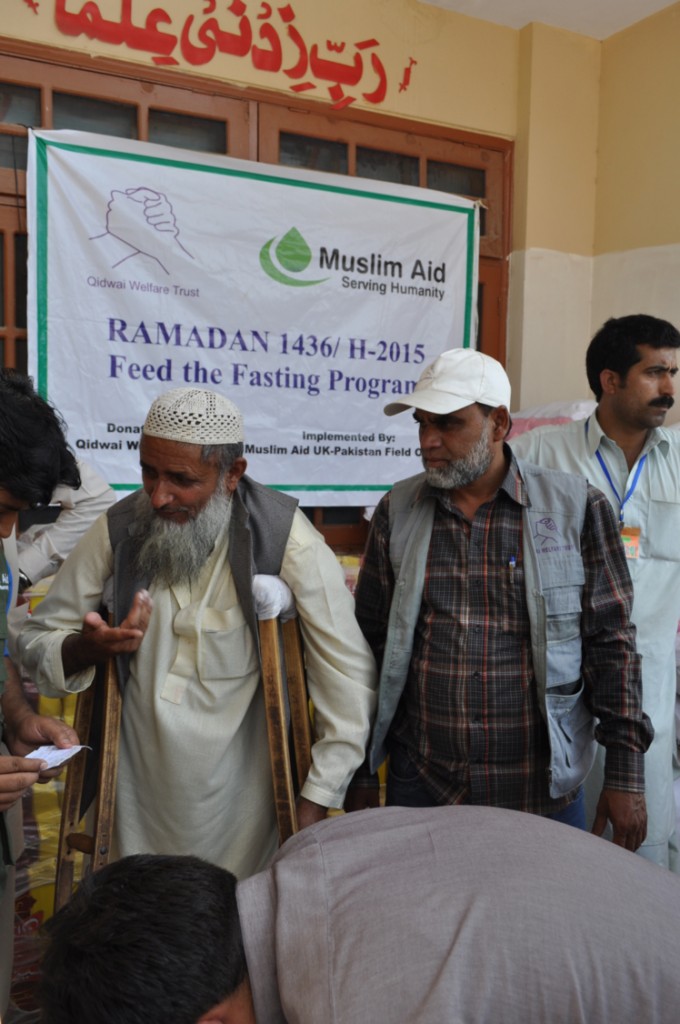 رَبِّ زِدْنِی عِلْمًا
Qidwai Welfare Trust
Muslim Aid
Serving Humanity
RAMADAN 1436/ H-2015
Feed the Fasting Program
Implemented By:
Qidwai
Muslim Aid UK-Pakistan Field